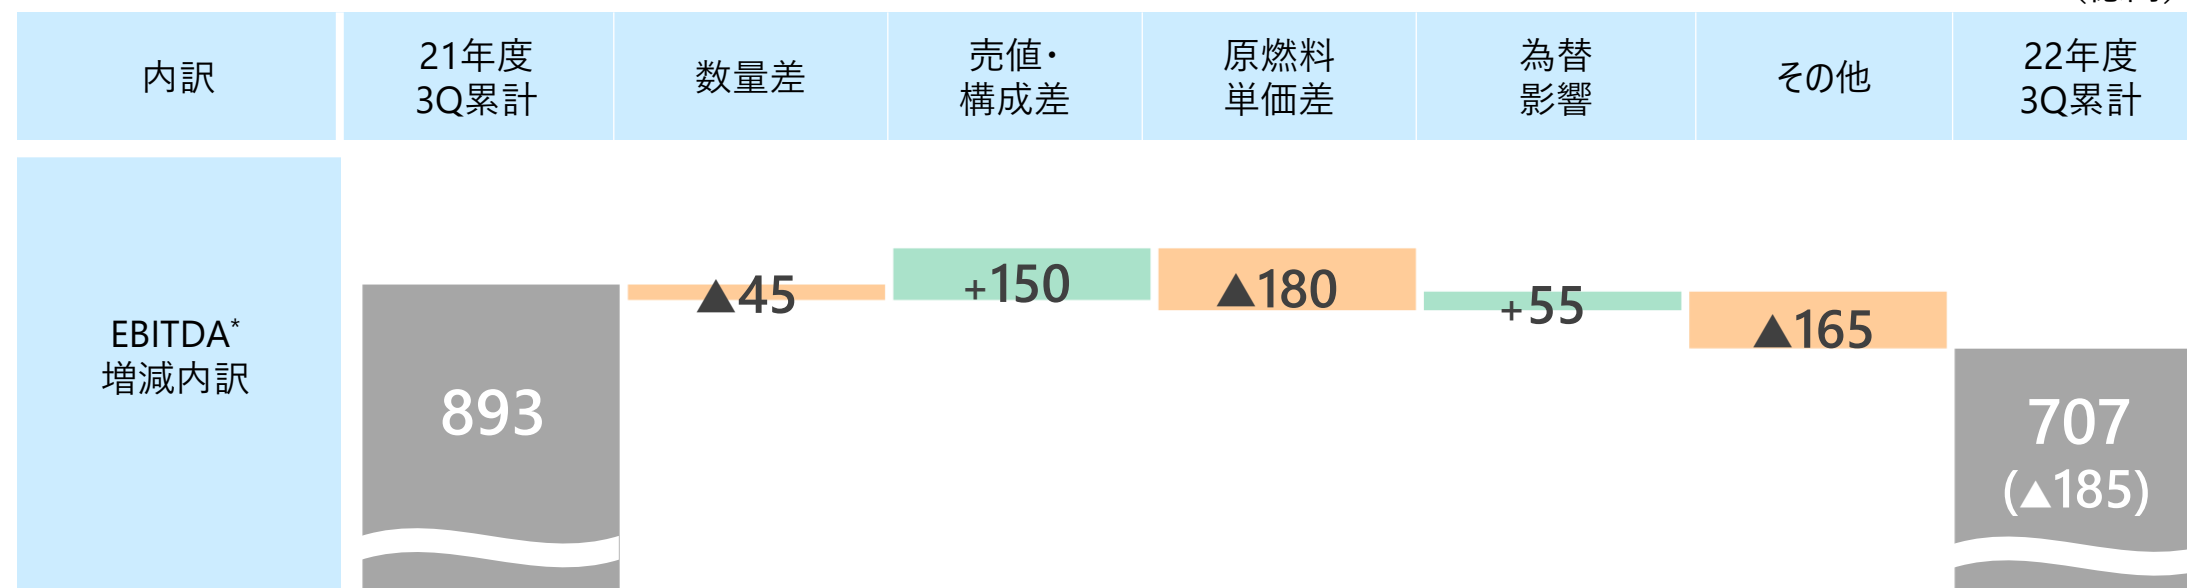 内訳
21年度
3Q累計
数量差
売値・
構成差
原燃料
単価差
為替
影響
その他
22年度
3Q累計
EBITDA*
増減内訳
893
▲45
+150
▲180
+55
▲165
707
(▲185)